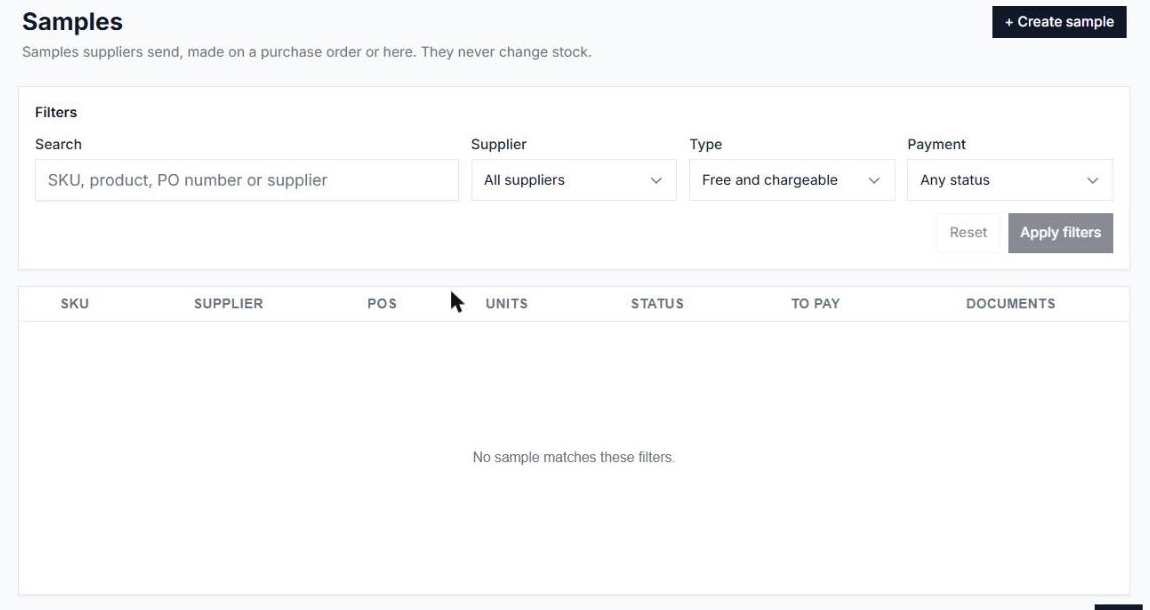 Samples
+ Create sample
Samples suppliers send, made on a purchase order or here. They never change stock.
Filters
Search
Supplier
Type
Payment
SKU, product, PO number or supplier
All suppliers
Free and chargeable
Any status
Reset
Apply filters
SKU
SUPPLIER
POS
UNITS
STATUS
TO PAY
DOCUMENTS
No sample matches these filters.